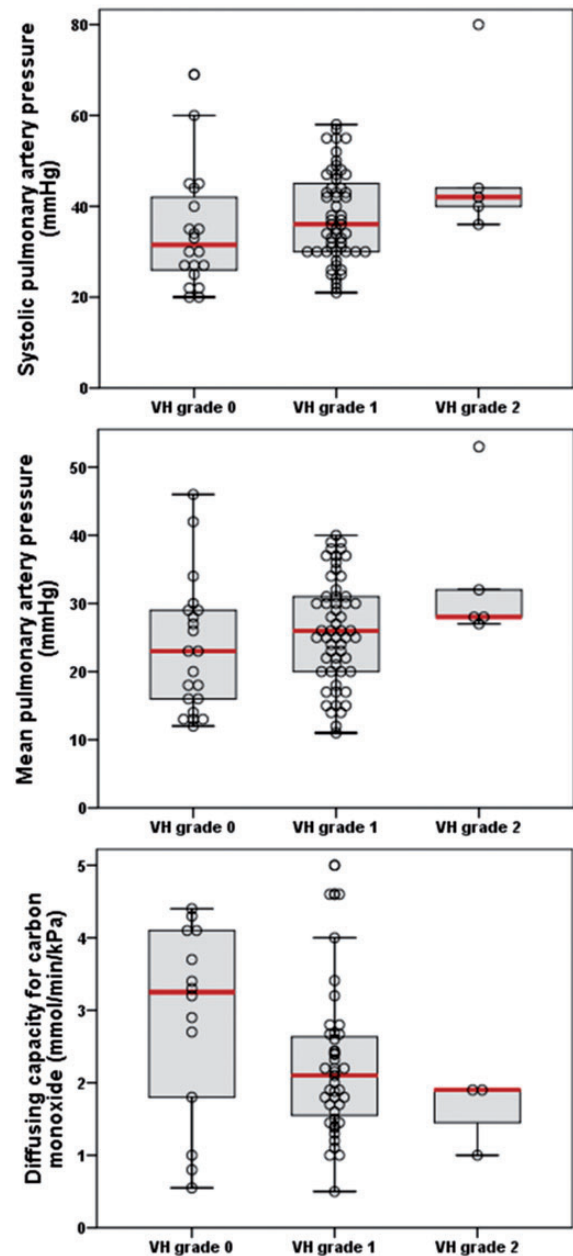 Systolic pulmonary artery pressure
(mmHg)
80
60
40
20
0
VH grade 0 VH grade 1 VH grade 2
Mean pulmonary artery pressure
(mmHg)
50
40
30
20
10
0
VH grade 0 VH grade 1 VH grade 2
Diffusing capacity for carbon
monoxide (mmol/min/kPa)
5
4
3
2
1
0
VH grade 0 VH grade 1 VH grade 2